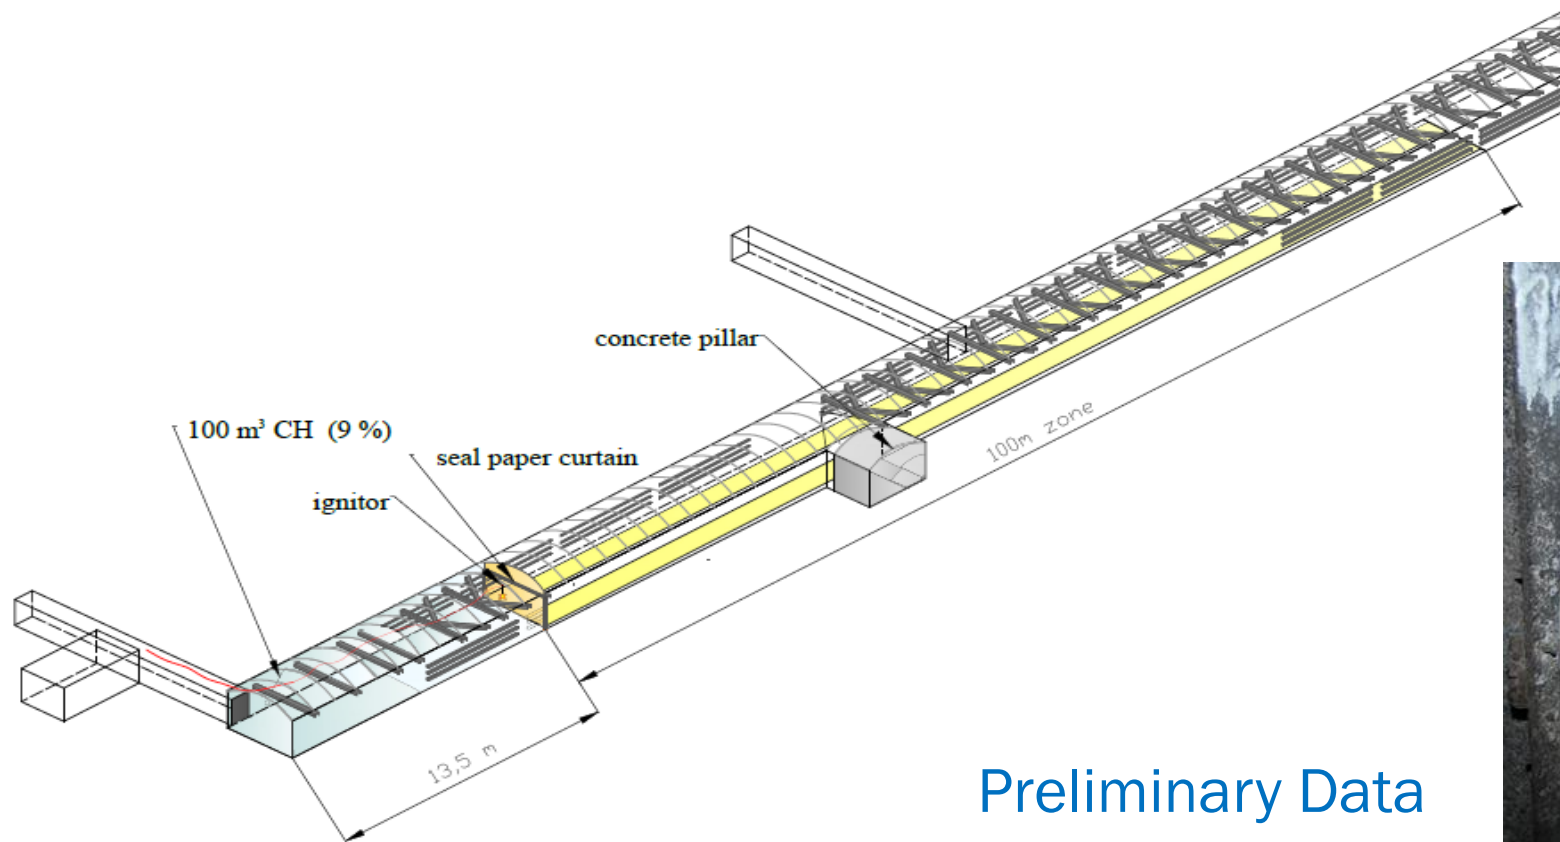 concrete pillar
100 m³ CH (9 %)
seal paper curtain
ignitor
100m zone
13,5 m
Preliminary Data